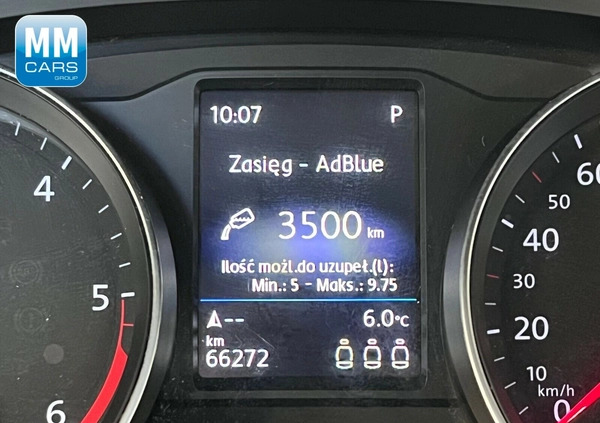 MM
CARS
GROUP
10:07 P
Zasięg - AdBlue
3500 km
Ilość możl.do uzupeł.(l):
Min.: 5 - Maks.: 9.75
-- 6.0°C
km
66272
4
5
6
60
50
40
30
20
10
km/h
0